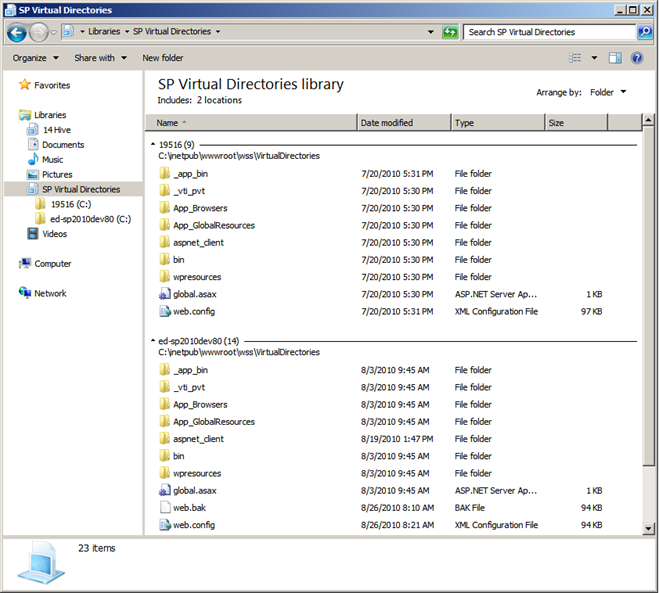 SP Virtual Directories
Libraries SP Virtual Directories Search SP Virtual Directories
Organize Share with New folder
Favorites
Libraries
14 Hive
Documents
Music
Pictures
SP Virtual Directories
19516 (C:)
ed-sp2010dev80 (C:)
Videos
Computer
Network
SP Virtual Directories library
Includes: 2 locations
Arrange by: Folder
Name Date modified Type Size
19516 (9)
C:\inetpub\wwwroot\wss\VirtualDirectories
_app_bin 7/20/2010 5:31 PM File folder
_vti_pvt 7/20/2010 5:30 PM File folder
App_Browsers 7/20/2010 5:30 PM File folder
App_GlobalResources 7/20/2010 5:30 PM File folder
aspnet_client 7/20/2010 5:30 PM File folder
bin 7/20/2010 5:30 PM File folder
wpresources 7/20/2010 5:30 PM File folder
global.asax 7/20/2010 5:30 PM ASP.NET Server Ap... 1 KB
web.config 7/20/2010 5:31 PM XML Configuration File 97 KB
ed-sp2010dev80 (14)
C:\inetpub\wwwroot\wss\VirtualDirectories
_app_bin 8/3/2010 9:45 AM File folder
_vti_pvt 8/3/2010 9:45 AM File folder
App_Browsers 8/3/2010 9:45 AM File folder
App_GlobalResources 8/3/2010 9:45 AM File folder
aspnet_client 8/19/2010 1:47 PM File folder
bin 8/3/2010 9:45 AM File folder
wpresources 8/3/2010 9:45 AM File folder
global.asax 8/3/2010 9:45 AM ASP.NET Server Ap... 1 KB
web.bak 8/26/2010 8:10 AM BAK File 94 KB
web.config 8/26/2010 8:21 AM XML Configuration File 94 KB
23 items